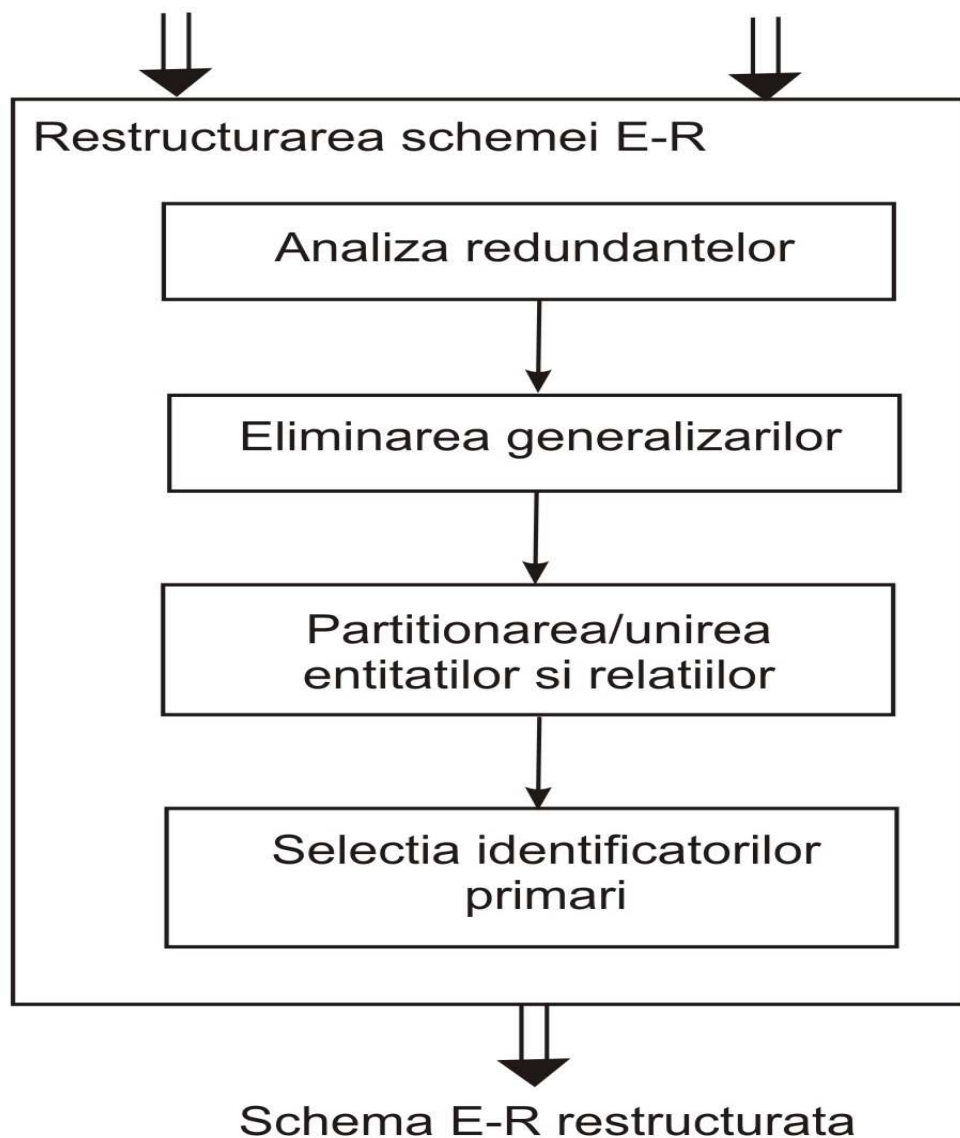 Restructurarea schemei E-R
Analiza redundantelor
Eliminarea generalizarilor
Partitionarea/unirea
entitatilor si relatiilor
Selectia identificatorilor
primari
Schema E-R restructurata